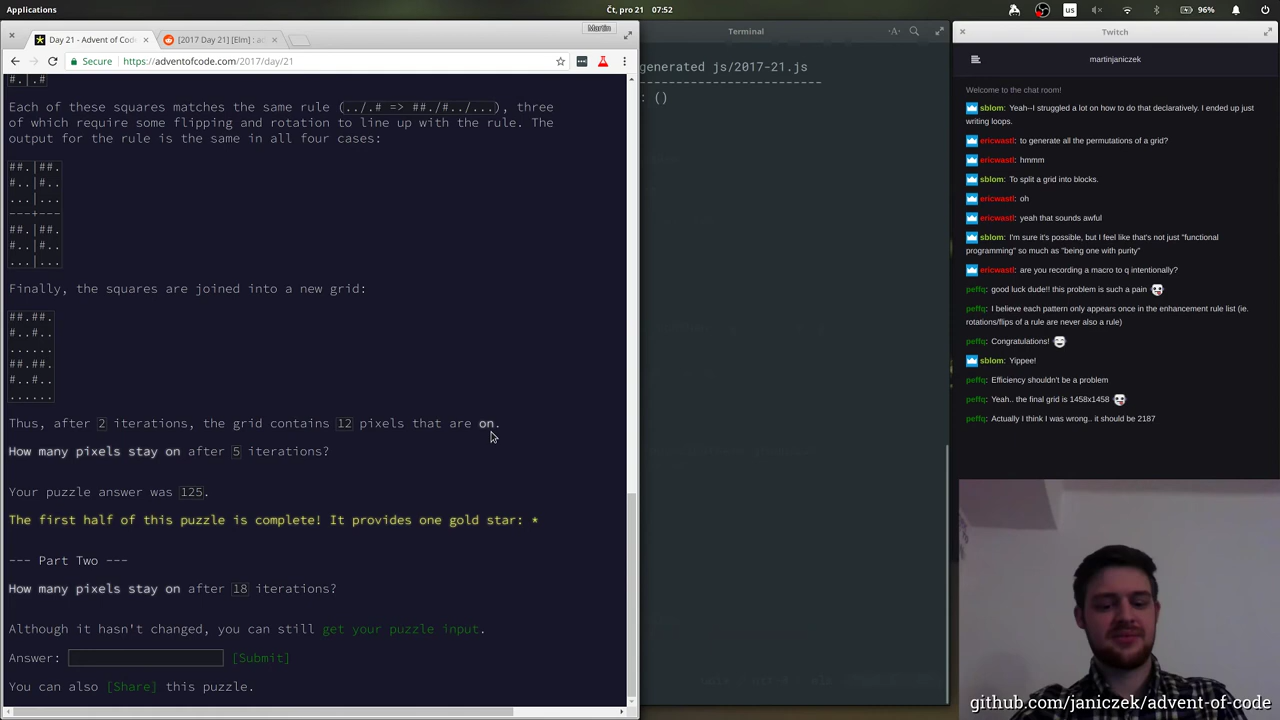 Applications
Čt, pro 21 07:52
us
96%
Day 21 - Advent of Code
[2017 Day 21] [Elm] : ad
Martin
Secure https://adventofcode.com/2017/day/21
#.|.#
Each of these squares matches the same rule (../.# => ##./#../...), three
of which require some flipping and rotation to line up with the rule. The
output for the rule is the same in all four cases:
##.|##.
#..|#..
...|...
---+---
##.|##.
#..|#..
...|...
Finally, the squares are joined into a new grid:
##.##.
#..#..
......
##.##.
#..#..
......
Thus, after 2 iterations, the grid contains 12 pixels that are on.
How many pixels stay on after 5 iterations?
Your puzzle answer was 125.
The first half of this puzzle is complete! It provides one gold star: *
--- Part Two ---
How many pixels stay on after 18 iterations?
Although it hasn't changed, you can still get your puzzle input.
Answer: [Submit]
You can also [Share] this puzzle.
Terminal
-A-
generated js/2017-21.js
: ()
Twitch
martinjaniczek
Welcome to the chat room!
sblom: Yeah--I struggled a lot on how to do that declaratively. I ended up just
writing loops.
ericwastl: to generate all the permutations of a grid?
ericwastl: hmmm
sblom: To split a grid into blocks.
ericwastl: oh
ericwastl: yeah that sounds awful
sblom: I'm sure it's possible, but I feel like that's not just "functional
programming" so much as "being one with purity"
ericwastl: are you recording a macro to q intentionally?
peffq: good luck dude!! this problem is such a pain
peffq: I believe each pattern only appears once in the enhancement rule list (ie.
rotations/flips of a rule are never also a rule)
peffq: Congratulations!
sblom: Yippee!
peffq: Efficiency shouldn't be a problem
peffq: Yeah.. the final grid is 1458x1458
peffq: Actually I think I was wrong.. it should be 2187
github.com/janiczek/advent-of-code